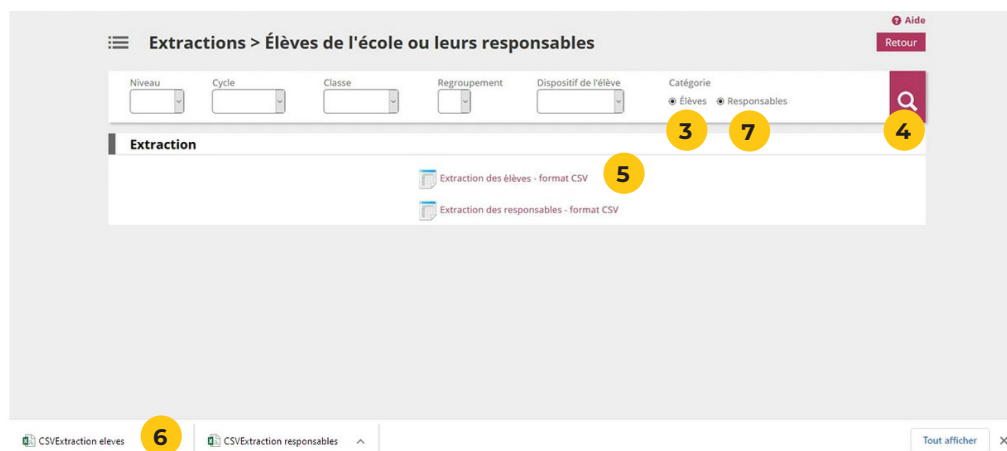 Aide
Extractions > Élèves de l'école ou leurs responsables
Retour
Niveau Cycle Classe Regroupement Dispositif de l'élève Catégorie
Élèves Responsables
3 7 4
Extraction
Extraction des élèves - format CSV 5
Extraction des responsables - format CSV
CSVExtraction eleves 6 CSVExtraction responsables Tout afficher